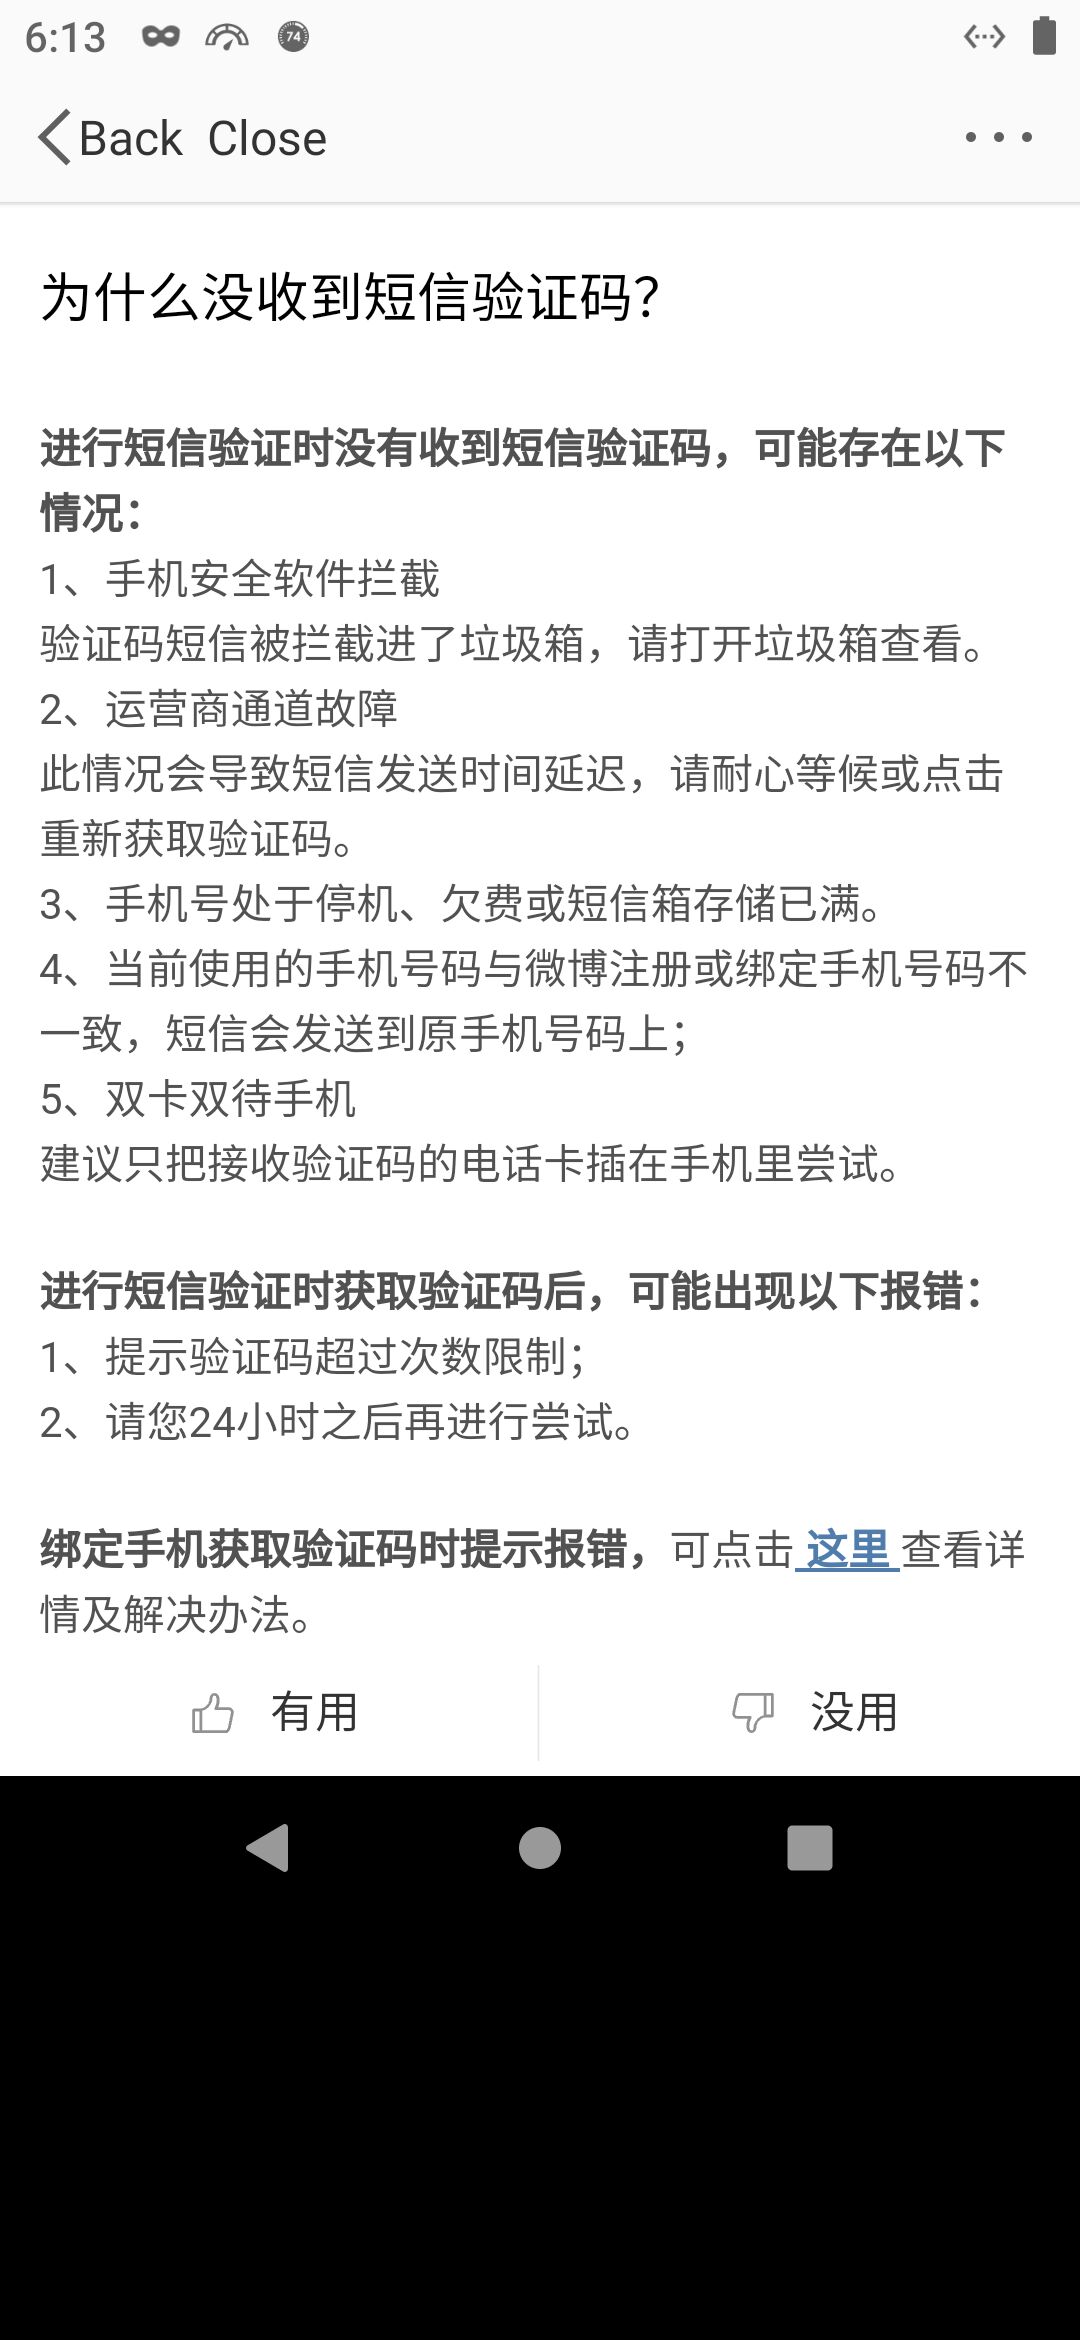 6:13
74
Back Close
为什么没收到短信验证码？
进行短信验证时没有收到短信验证码，可能存在以下
情况：
1、手机安全软件拦截
验证码短信被拦截进了垃圾箱，请打开垃圾箱查看。
2、运营商通道故障
此情况会导致短信发送时间延迟，请耐心等候或点击
重新获取验证码。
3、手机号处于停机、欠费或短信箱存储已满。
4、当前使用的手机号码与微博注册或绑定手机号码不
一致，短信会发送到原手机号码上；
5、双卡双待手机
建议只把接收验证码的电话卡插在手机里尝试。
进行短信验证时获取验证码后，可能出现以下报错：
1、提示验证码超过次数限制；
2、请您24小时之后再进行尝试。
绑定手机获取验证码时提示报错，可点击 这里 查看详
情及解决办法。
有用
没用